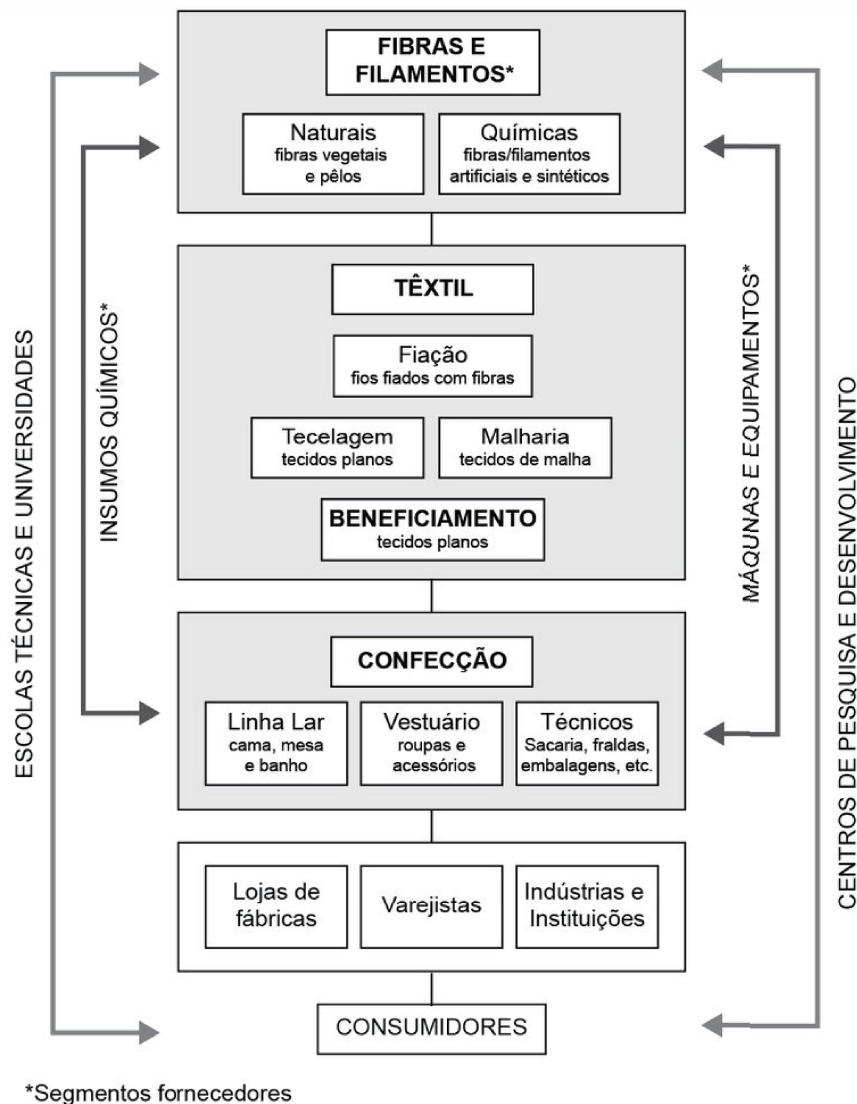 FIBRAS E
FILAMENTOS*
Naturais
fibras vegetais
e pêlos
Químicas
fibras/filamentos
artificiais e sintéticos
TÊXTIL
Fiação
fios fiados com fibras
Tecelagem
tecidos planos
Malharia
tecidos de malha
BENEFICIAMENTO
tecidos planos
CONFECÇÃO
Linha Lar
cama, mesa
e banho
Vestuário
roupas e
acessórios
Técnicos
Sacaria, fraldas,
embalagens, etc.
Lojas de
fábricas
Varejistas
Indústrias e
Instituições
CONSUMIDORES
ESCOLAS TÉCNICAS E UNIVERSIDADES
INSUMOS QUÍMICOS*
MÁQUNAS E EQUIPAMENTOS*
CENTROS DE PESQUISA E DESENVOLVIMENTO
*Segmentos fornecedores